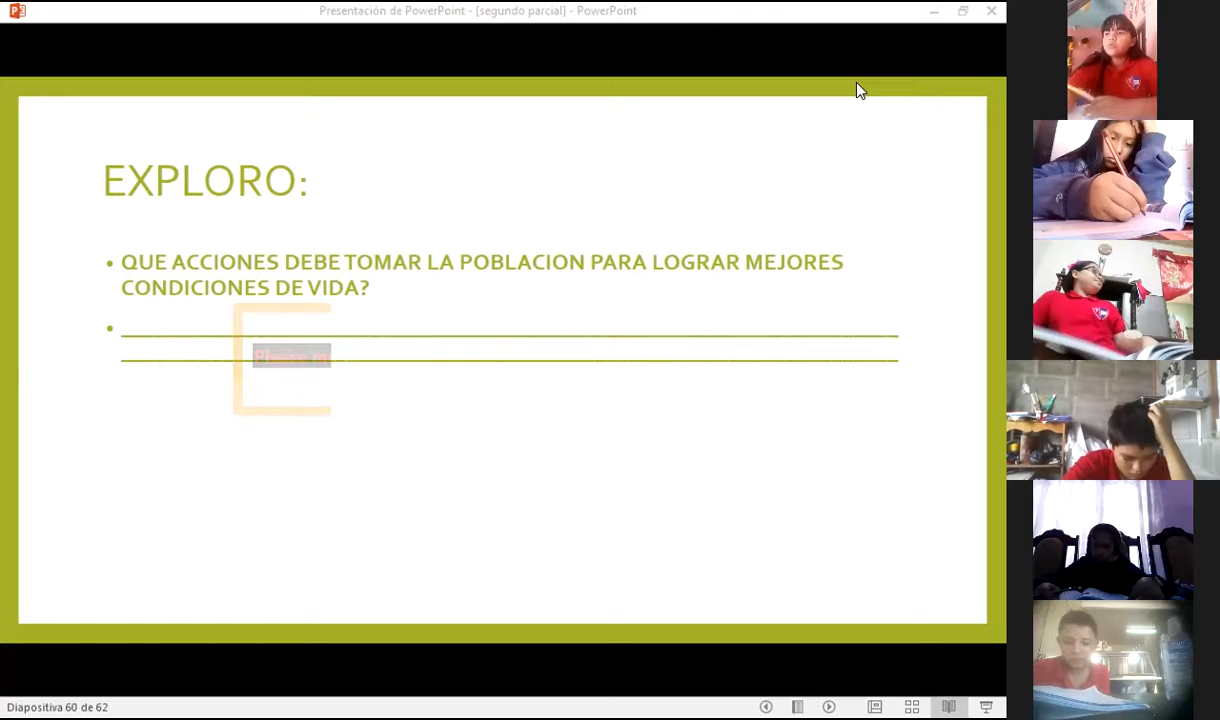 Presentación de PowerPoint - [segundo parcial] - PowerPoint
EXPLORO:
• QUE ACCIONES DEBE TOMAR LA POBLACION PARA LOGRAR MEJORES
CONDICIONES DE VIDA?
Diapositiva 60 de 62